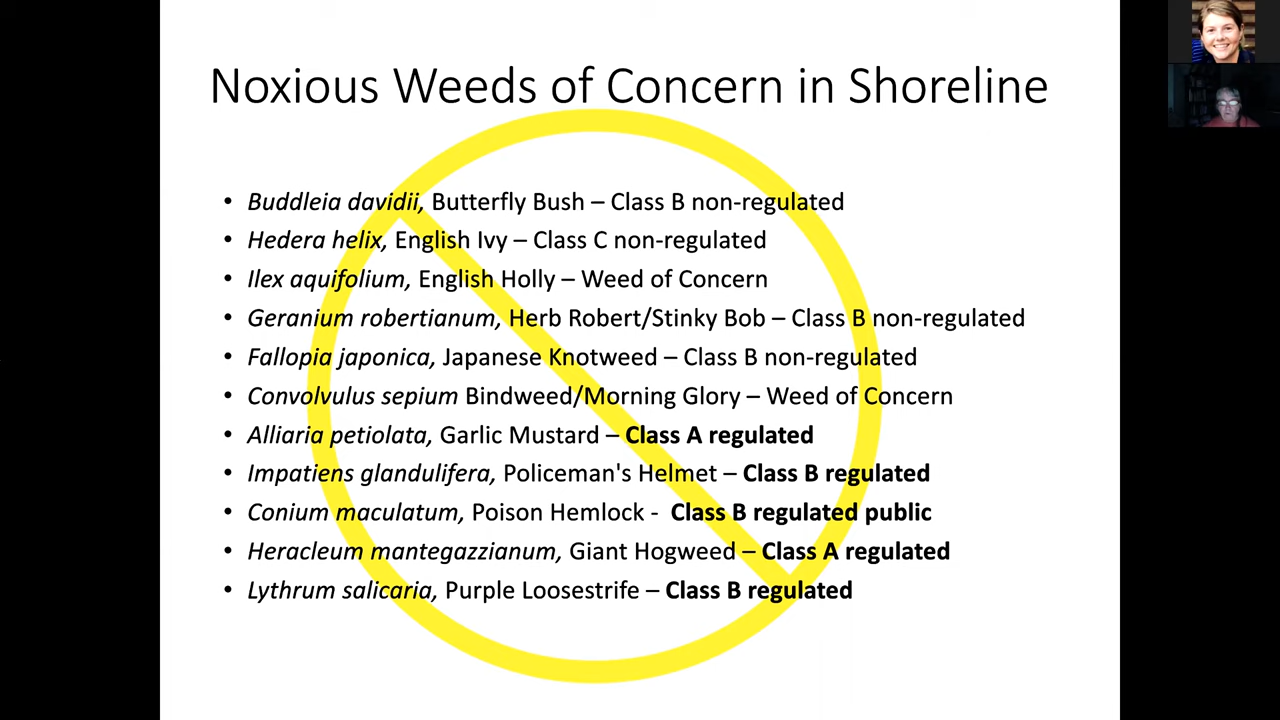 Noxious Weeds of Concern in Shoreline
• Buddleia davidii, Butterfly Bush – Class B non-regulated
• Hedera helix, English Ivy – Class C non-regulated
• Ilex aquifolium, English Holly – Weed of Concern
• Geranium robertianum, Herb Robert/Stinky Bob – Class B non-regulated
• Fallopia japonica, Japanese Knotweed – Class B non-regulated
• Convolvulus sepium Bindweed/Morning Glory – Weed of Concern
• Alliaria petiolata, Garlic Mustard – Class A regulated
• Impatiens glandulifera, Policeman's Helmet – Class B regulated
• Conium maculatum, Poison Hemlock - Class B regulated public
• Heracleum mantegazzianum, Giant Hogweed – Class A regulated
• Lythrum salicaria, Purple Loosestrife – Class B regulated